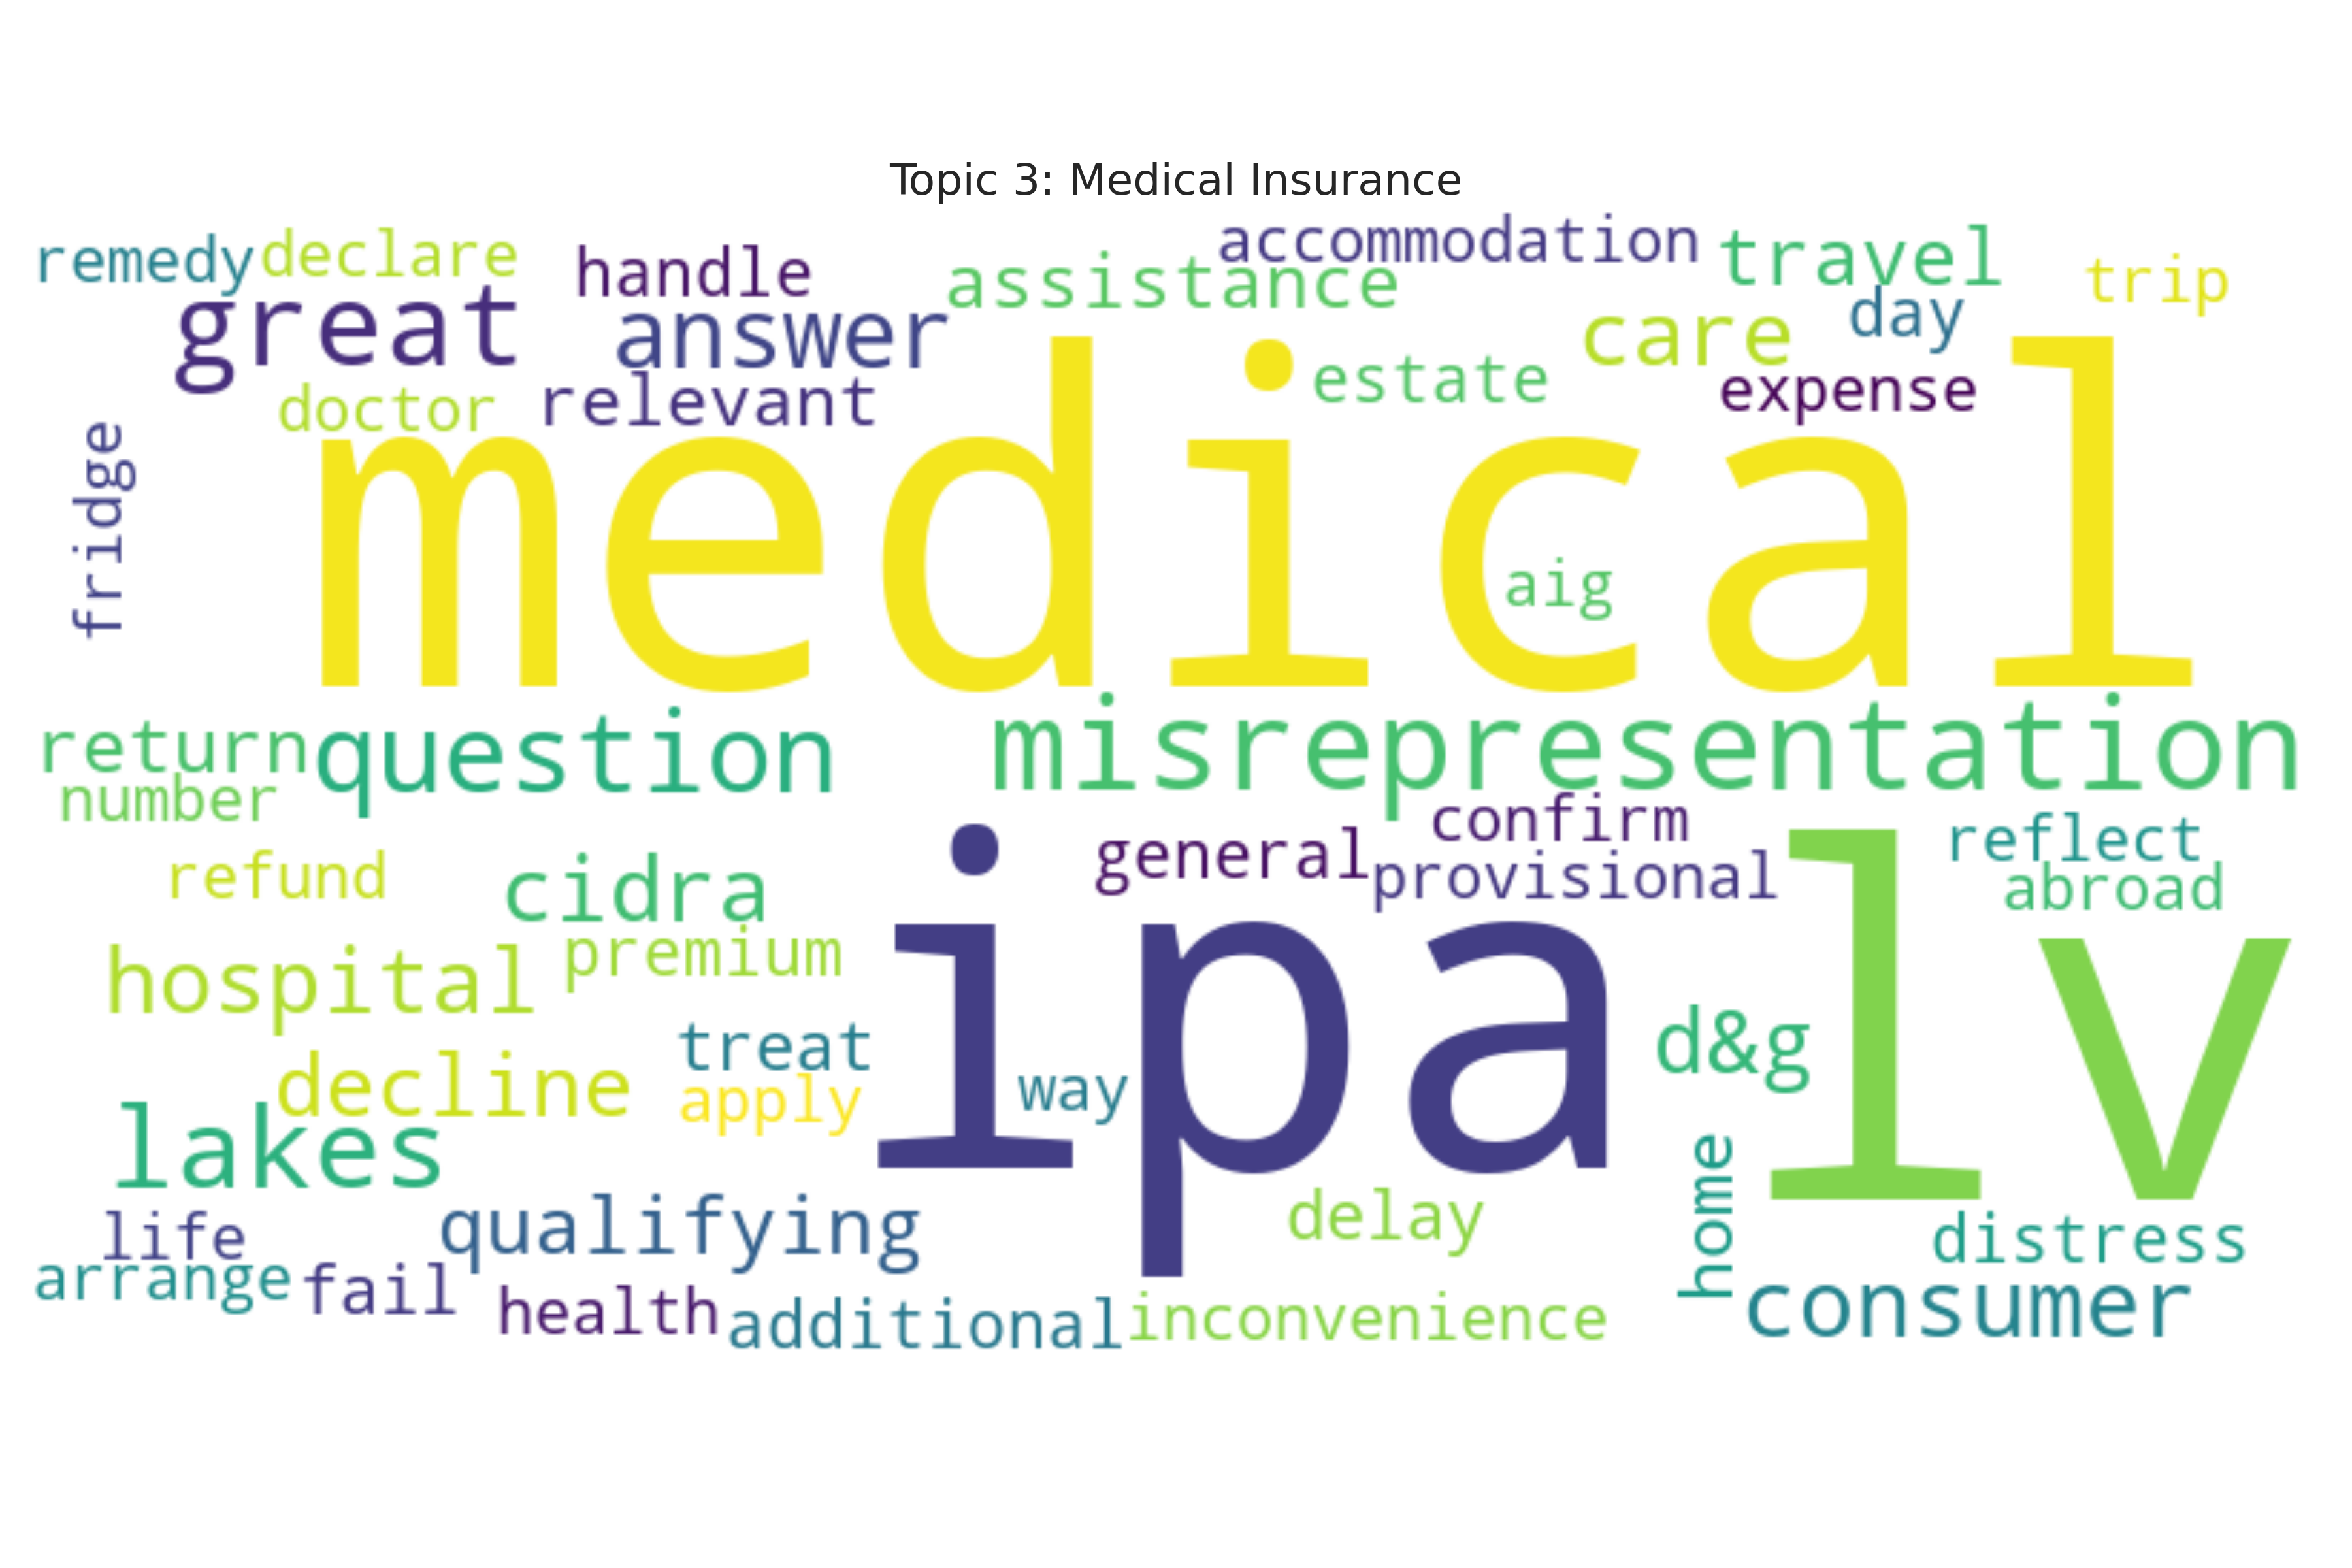 Topic 3: Medical Insurance
remedy declare handle assistance accommodation travel trip
great answer care day
doctor relevant estate expense
fridge
medical
aig
return question misrepresentation
number confirm
general provisional reflect
refund cidra abroad
hospital premium ipa lv
treat d&g
decline apply way
lakes home
life qualifying delay distress
arrange fail health additional inconvenience consumer